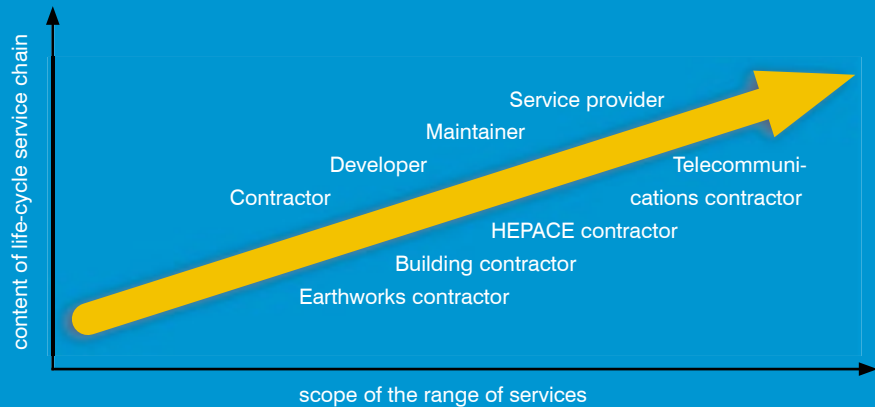 content of life-cycle service chain
Service provider
Maintainer
Developer
Contractor
Telecommuni-
cations contractor
HEPACE contractor
Building contractor
Earthworks contractor
scope of the range of services